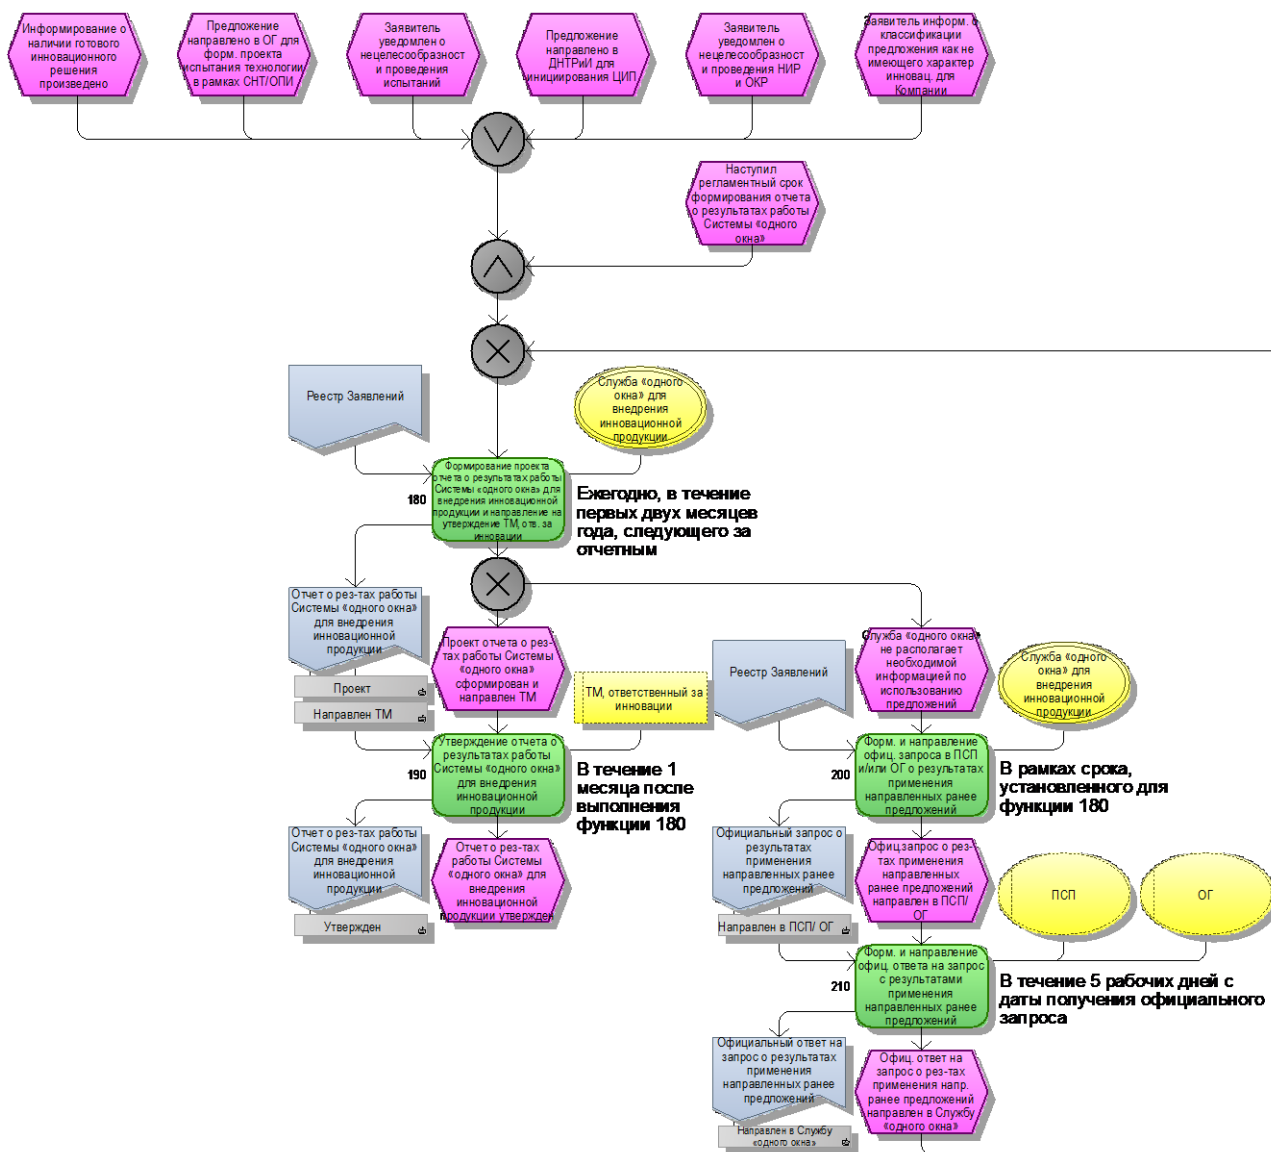 Информирование о
наличии готового
инновационного
решения
произведено
Предложение
направлено в ОГ для
форм. проекта
испытания технологии
в рамках СНТ/ОПИ
Заявитель
уведомлен о
нецелесообразност
и проведения
испытаний
Предложение
направлено в
ДНТРиИ для
инициирования ЦИП
Заявитель
уведомлен о
нецелесообразност
и проведения НИР
и ОКР
Заявитель информ. о
классификации
предложения как не
имеющего характер
инновац. для
Компании
Наступил
регламентный срок
формирования отчета
о результатах работы
Системы «одного
окна»
Реестр Заявлений
Служба «одного
окна» для
внедрения
инновационной
продукции
180
Формирование проекта
отчета о результатах работы
Системы «одного окна» для
внедрения инновационной
продукции и направление на
утверждение ТМ, отв. за
инновации
Ежегодно, в течение
первых двух месяцев
года, следующего за
отчетным
Отчет о рез-тах работы
Системы «одного окна»
для внедрения
инновационной
продукции
Проект
Направлен ТМ
Проект отчета о рез-
тах работы Системы
«одного окна»
сформирован и
направлен ТМ
ТМ, ответственный за
инновации
Реестр Заявлений
Служба «одного окна»
не располагает
необходимой
информацией по
использованию
предложений
Служба «одного
окна» для
внедрения
инновационной
продукции
190
Утверждение отчета о
результатах работы
Системы «одного окна»
для внедрения
инновационной
продукции
В течение 1
месяца после
выполнения
функции 180
200
Форм. и направление
офиц. запроса в ПСП
и/или ОГ о результатах
применения
направленных ранее
предложений
В рамках срока,
установленного для
функции 180
Отчет о рез-тах работы
Системы «одного окна»
для внедрения
инновационной
продукции
Утвержден
Отчет о рез-тах
работы Системы
«одного окна» для
внедрения
инновационной
продукции утвержден
Официальный запрос о
результатах
применения
направленных ранее
предложений
Направлен в ПСП/ ОГ
Офиц.запрос о рез-
тах применения
направленных
ранее предложений
направлен в ПСП/
ОГ
ПСП
ОГ
210
Форм. и направление
офиц. ответа на запрос
с результатами
применения
направленных ранее
предложений
В течение 5 рабочих дней с
даты получения официального
запроса
Официальный ответ на
запрос о результатах
применения
направленных ранее
предложений
Направлен в Службу
«одного окна»
Офиц. ответ на
запрос о рез-тах
применения напр.
ранее предложений
направлен в Службу
«одного окна»